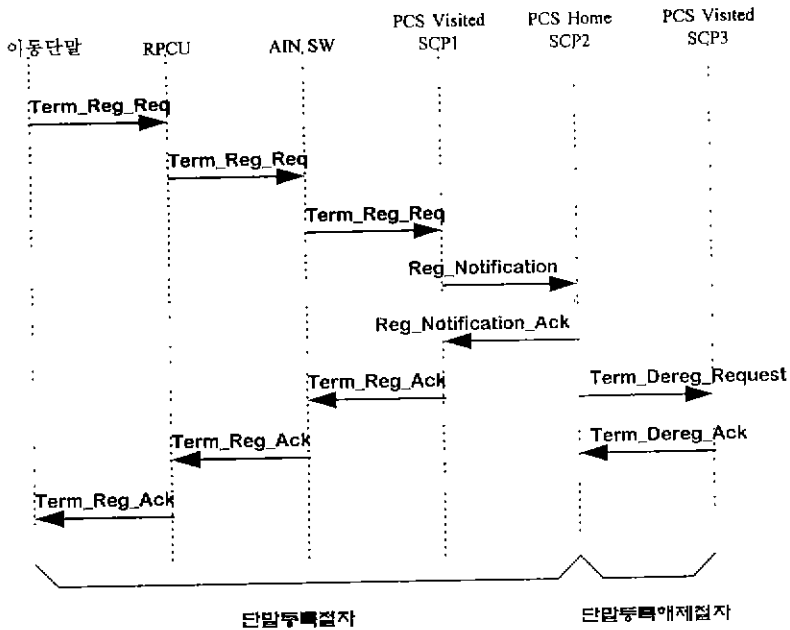 이동단말
RPCU
AIN SW
PCS Visited
SCP1
PCS Home
SCP2
PCS Visited
SCP3
Term_Reg_Req
Term_Reg_Req
Term_Reg_Req
Reg_Notification
Reg_Notification_Ack
Term_Reg_Ack
Term_Dereg_Request
Term_Reg_Ack
Term_Dereg_Ack
Term_Reg_Ack
단말등록절차
단말등록해제절차